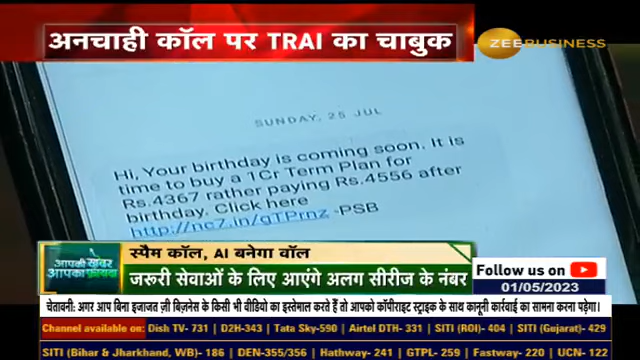 अनचाही कॉल पर TRAI का चाबुक
ZEE BUSINESS
SUNDAY, 25 JUL
Hi, Your birthday is coming soon. It is
time to buy a 1Cr Term Plan for
Rs.4367 rather paying Rs.4556 after
birthday. Click here
http://nc7.in/gTPrnz -PSB
आपकी खबर
आपका फायदा
स्पैम कॉल, AI बनेगा वॉल
जरूरी सेवाओं के लिए आएंगे अलग सीरीज के नंबर
Follow us on
01/05/2023
चेतावनी: अगर आप बिना इजाजत ज़ी बिज़नेस के किसी भी वीडियो का इस्तेमाल करते हैं तो आपको कॉपीराइट स्ट्राइक के साथ कानूनी कार्रवाई का सामना करना पड़ेगा।
Channel available on: Dish TV- 731 | D2H-343 | Tata Sky-590 | Airtel DTH- 331 | SITI (ROI) - 404 | SITI (Gujarat)- 429
SITI (Bihar & Jharkhand, WB)- 186 | DEN-355/356 | Hathway- 241 | GTPL- 259 | Fastway- 220 | UCN- 122